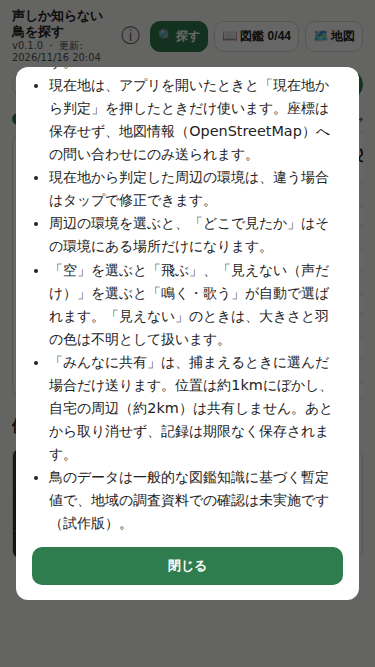 声しか知らない
鳥を探す
v0.1.0 · 更新:
2026/11/16 20:04
ⓘ
🔍 探す
📖 図鑑 0/44
🗺️ 地図
す。
• 現在地は、アプリを開いたときと「現在地か
ら判定」を押したときだけ使います。座標は
保存せず、地図情報（OpenStreetMap）へ
の問い合わせにのみ送られます。
• 現在地から判定した周辺の環境は、違う場合
はタップで修正できます。
• 周辺の環境を選ぶと、「どこで見たか」はそ
の環境にある場所だけになります。
• 「空」を選ぶと「飛ぶ」、「見えない（声だ
け）」を選ぶと「鳴く・歌う」が自動で選ば
れます。「見えない」のときは、大きさと羽
の色は不明として扱います。
• 「みんなに共有」は、捕まえるときに選んだ
場合だけ送ります。位置は約1kmにぼかし、
自宅の周辺（約2km）は共有しません。あと
から取り消せず、記録は期限なく保存されま
す。
• 鳥のデータは一般的な図鑑知識に基づく暫定
値で、地域の調査資料での確認は未実施です
（試作版）。
閉じる